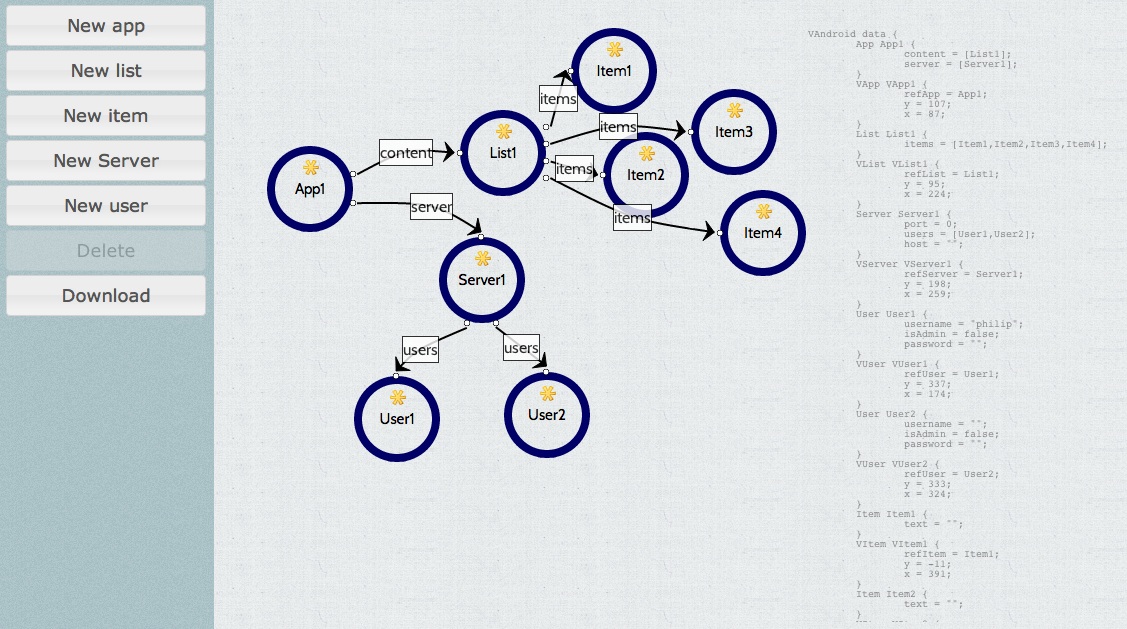 New app
New list
New item
New Server
New user
Delete
Download
Item1
items
Item3
items
content
List1
App1
items
Item2
server
items
Item4
Server1
users
users
User1
User2
VAndroid data {
App App1 {
content = [List1];
server = [Server1];
}
VApp VApp1 {
refApp = App1;
y = 107;
x = 87;
}
List List1 {
items = [Item1,Item2,Item3,Item4];
}
VList VList1 {
refList = List1;
y = 95;
x = 224;
}
Server Server1 {
port = 0;
users = [User1,User2];
host = "";
}
VServer VServer1 {
refServer = Server1;
y = 198;
x = 259;
}
User User1 {
username = "philip";
isAdmin = false;
password = "";
}
VUser VUser1 {
refUser = User1;
y = 337;
x = 174;
}
User User2 {
username = "";
isAdmin = false;
password = "";
}
VUser VUser2 {
refUser = User2;
y = 333;
x = 324;
}
Item Item1 {
text = "";
}
VItem VItem1 {
refItem = Item1;
y = -11;
x = 391;
}
Item Item2 {
text = "";
}